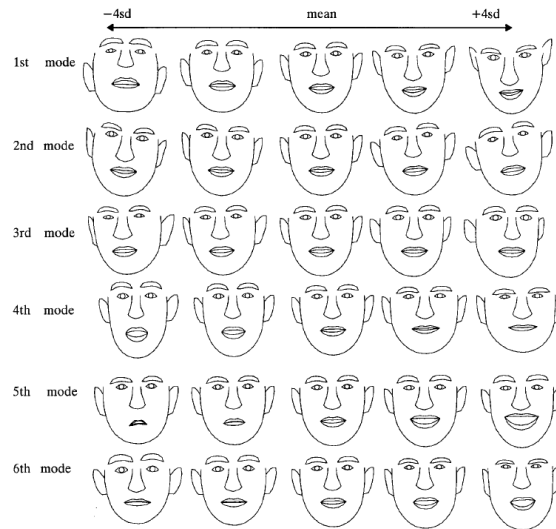 −4sd mean +4sd
1st mode
2nd mode
3rd mode
4th mode
5th mode
6th mode